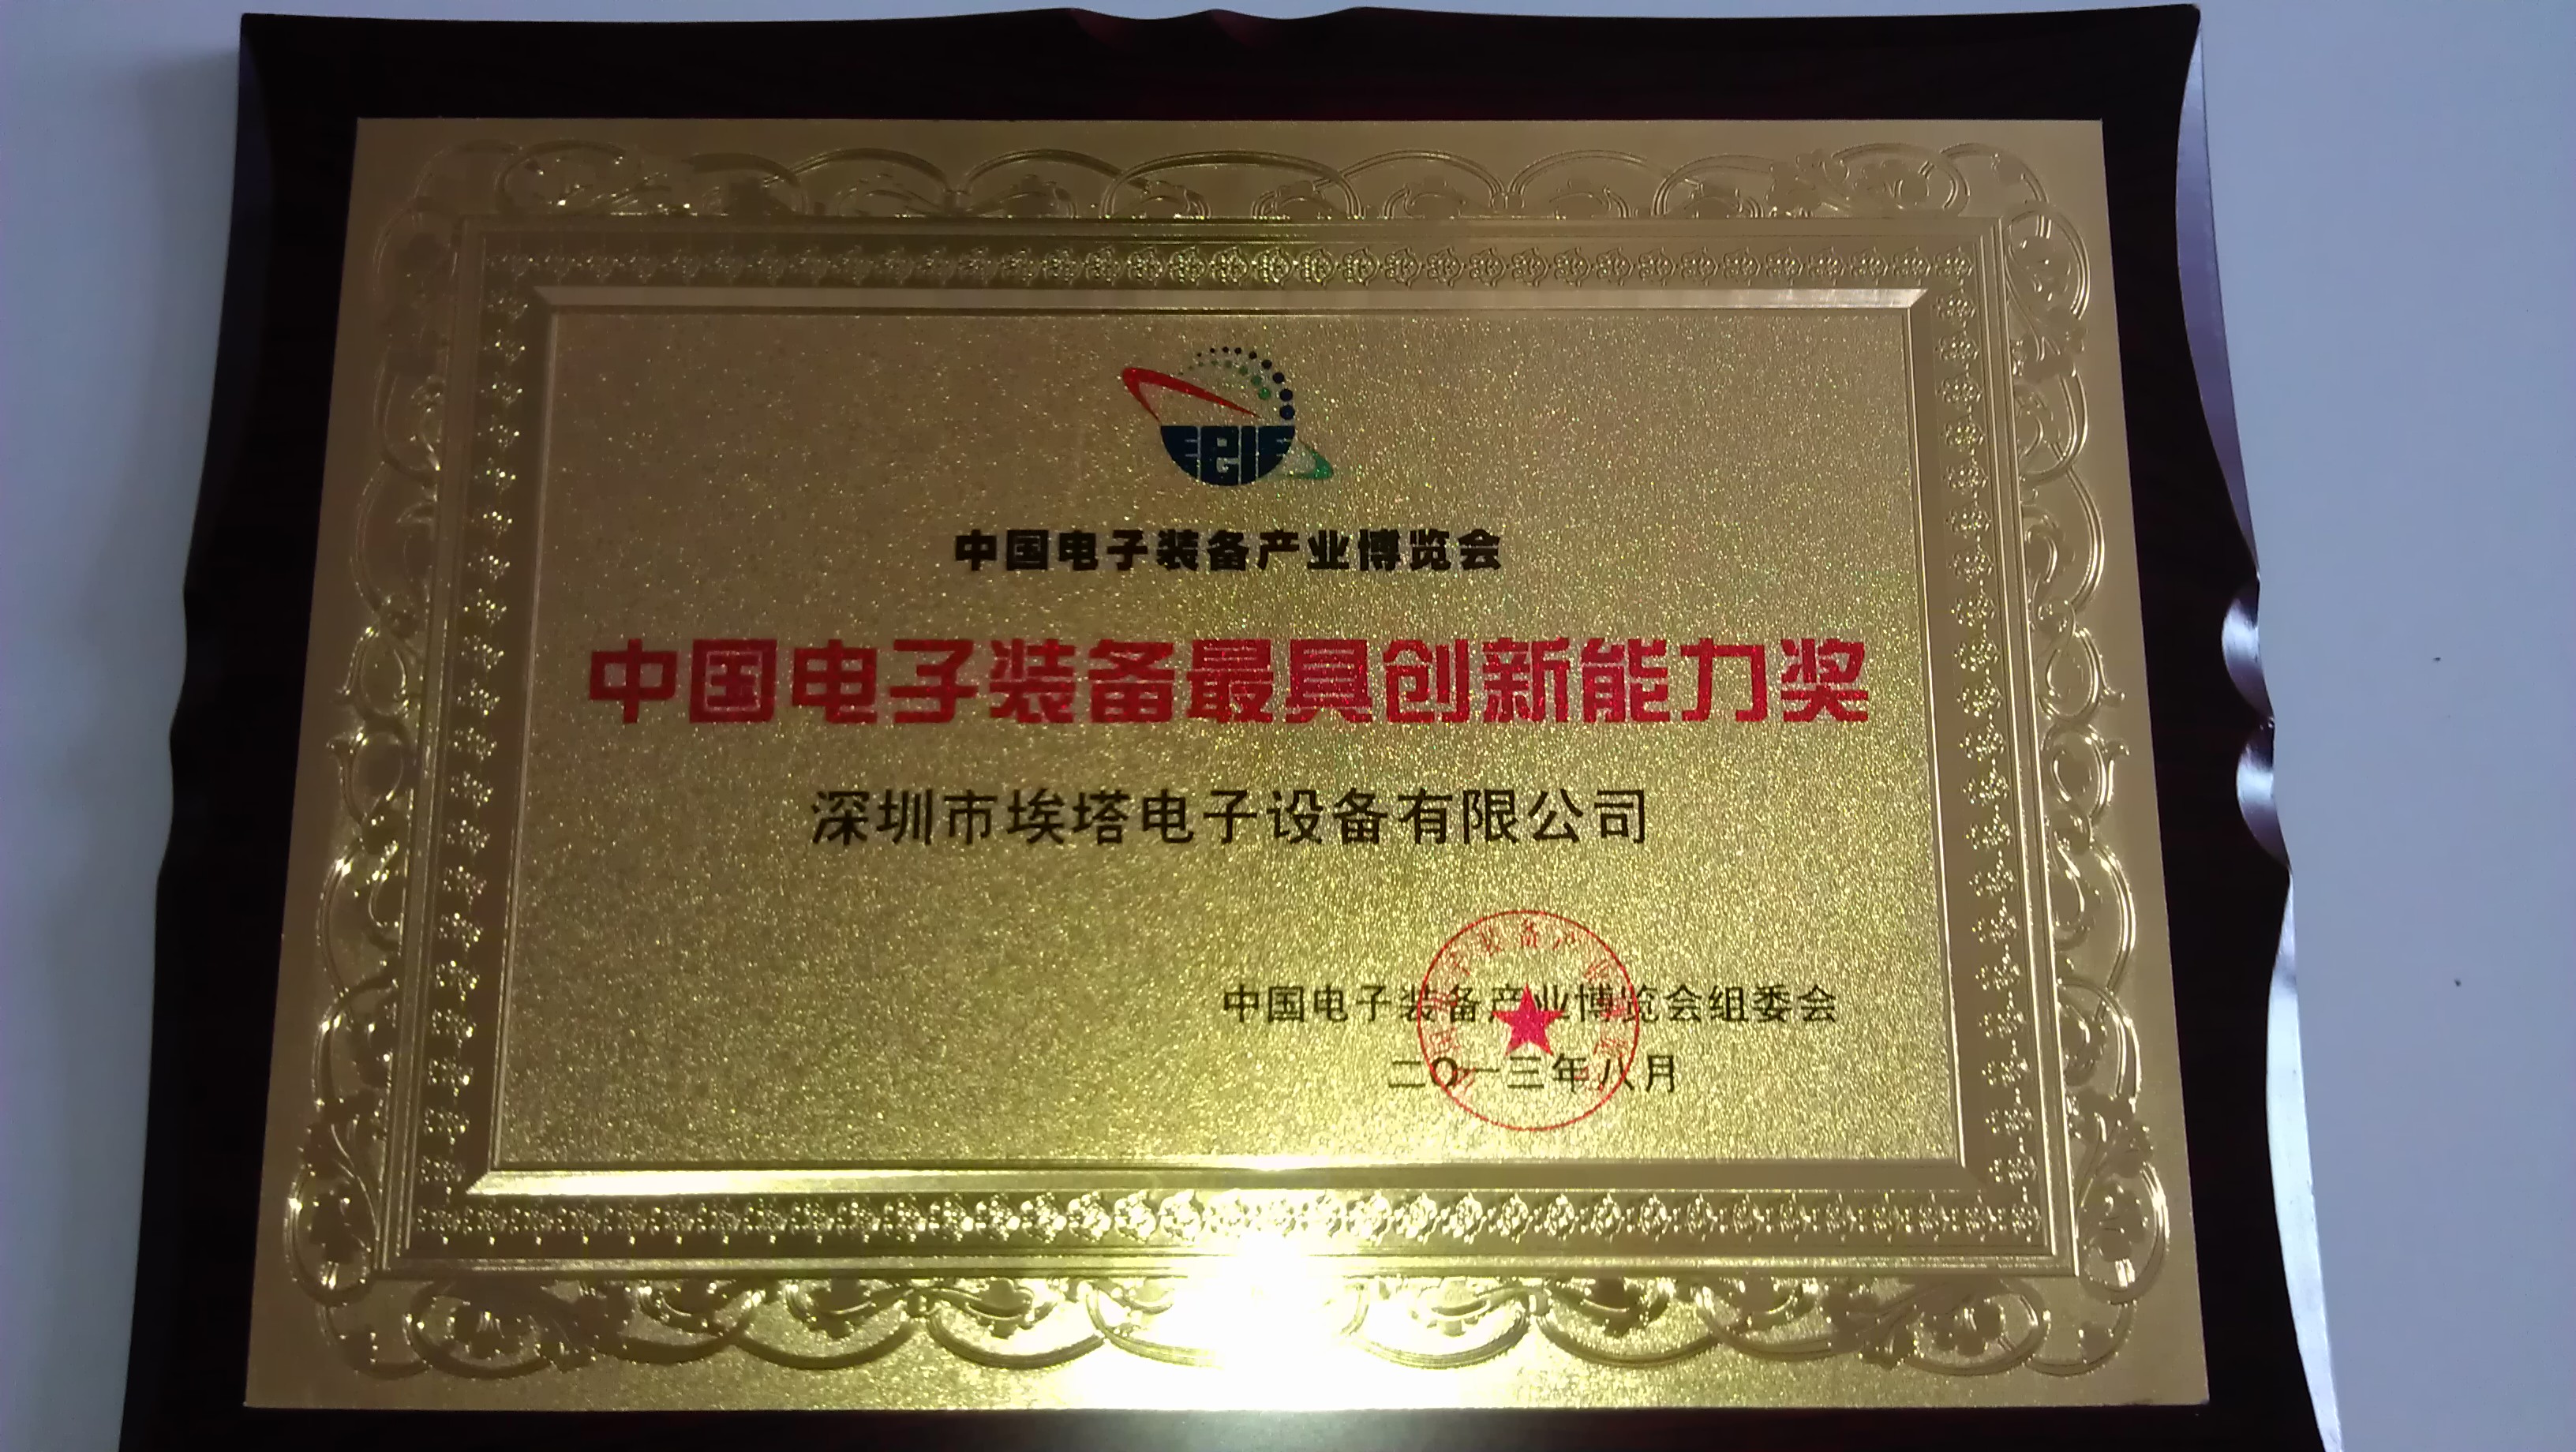 中国电子装备产业博览会
中国电子装备最具创新能力奖
深圳市埃塔电子设备有限公司
中国电子装备产业博览会组委会
二〇一三年八月